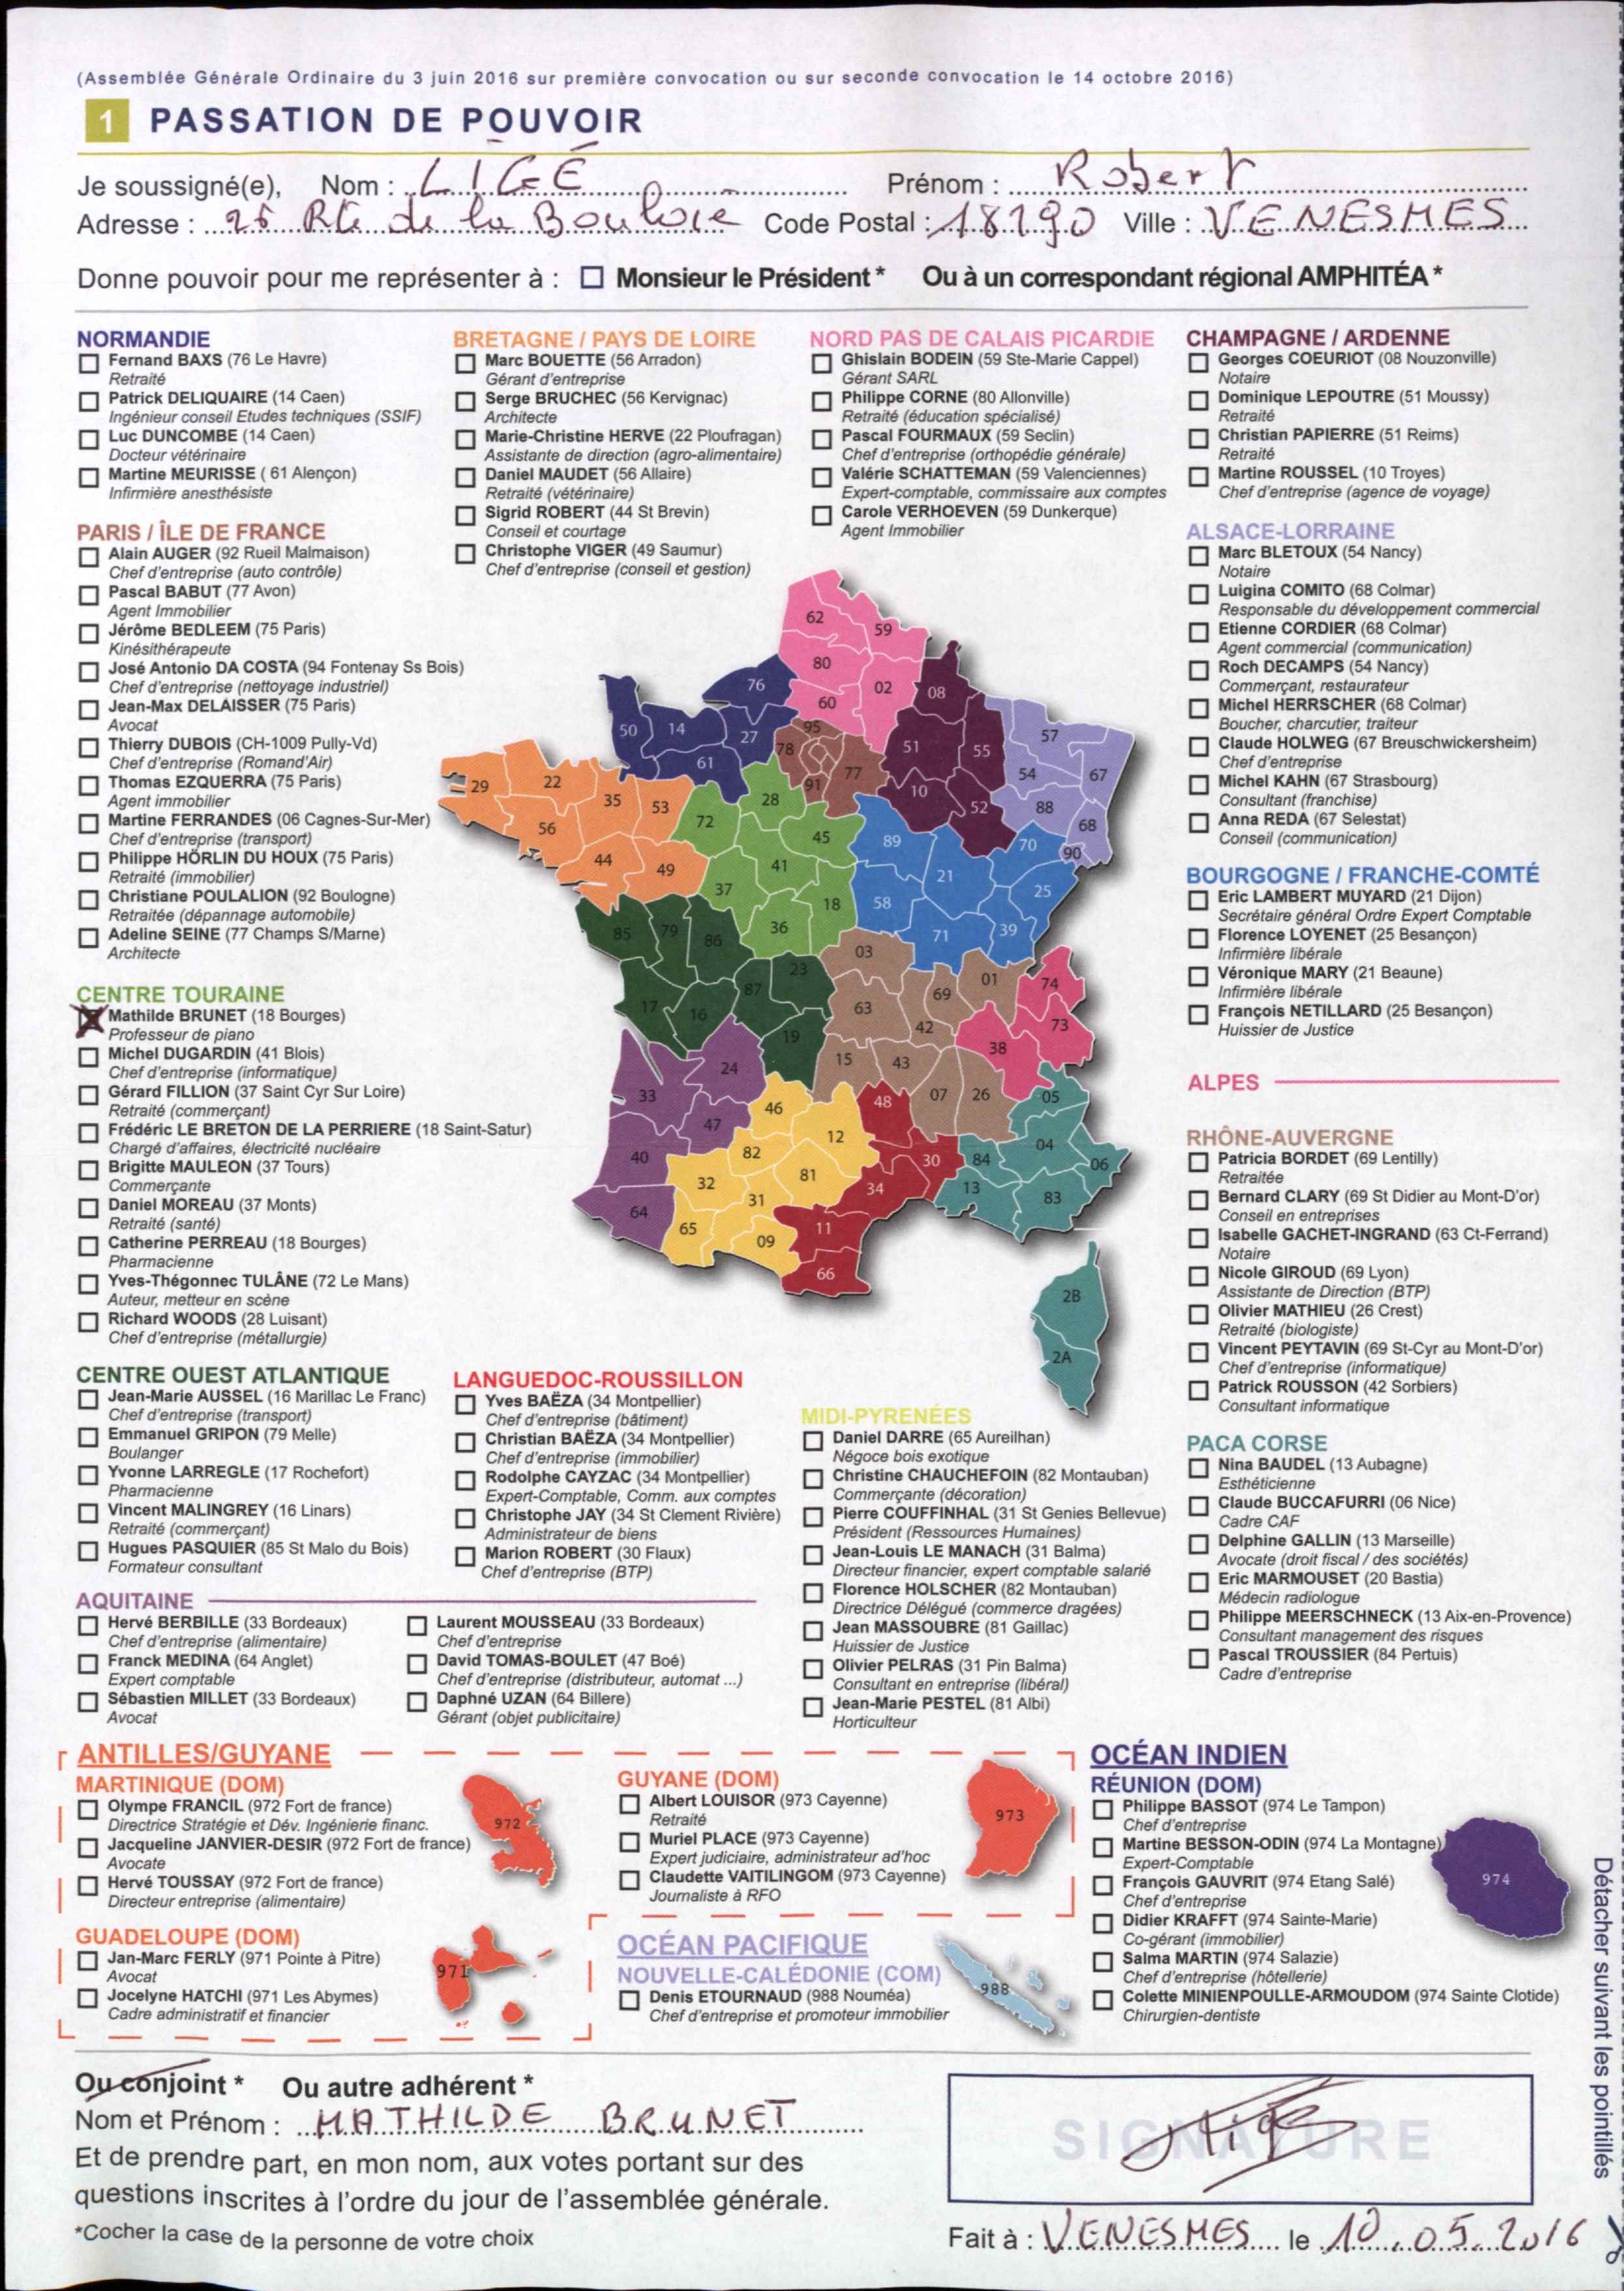 (Assemblée Générale Ordinaire du 3 juin 2016 sur première convocation ou sur seconde convocation le 14 octobre 2016)
1 PASSATION DE POUVOIR
Je soussigné(e), Nom : LIGÉ Prénom : Robert
Adresse : 26 Rte de la Bouloie Code Postal : 18190 Ville : VENESMES
Donne pouvoir pour me représenter à : ☐ Monsieur le Président * Ou à un correspondant régional AMPHITÉA *
NORMANDIE
Fernand BAXS (76 Le Havre)
Retraité
Patrick DELIQUAIRE (14 Caen)
Ingénieur conseil Etudes techniques (SSIF)
Luc DUNCOMBE (14 Caen)
Docteur vétérinaire
Martine MEURISSE ( 61 Alençon)
Infirmière anesthésiste
BRETAGNE / PAYS DE LOIRE
Marc BOUETTE (56 Arradon)
Gérant d'entreprise
Serge BRUCHEC (56 Kervignac)
Architecte
Marie-Christine HERVE (22 Ploufragan)
Assistante de direction (agro-alimentaire)
Daniel MAUDET (56 Allaire)
Retraité (vétérinaire)
Sigrid ROBERT (44 St Brevin)
Conseil et courtage
Christophe VIGER (49 Saumur)
Chef d'entreprise (conseil et gestion)
NORD PAS DE CALAIS PICARDIE
Ghislain BODEIN (59 Ste-Marie Cappel)
Gérant SARL
Philippe CORNE (80 Allonville)
Retraité (éducation spécialisé)
Pascal FOURMAUX (59 Seclin)
Chef d'entreprise (orthopédie générale)
Valérie SCHATTEMAN (59 Valenciennes)
Expert-comptable, commissaire aux comptes
Carole VERHOEVEN (59 Dunkerque)
Agent Immobilier
CHAMPAGNE / ARDENNE
Georges COEURIOT (08 Nouzonville)
Notaire
Dominique LEPOUTRE (51 Moussy)
Retraité
Christian PAPIERRE (51 Reims)
Retraité
Martine ROUSSEL (10 Troyes)
Chef d'entreprise (agence de voyage)
PARIS / ÎLE DE FRANCE
Alain AUGER (92 Rueil Malmaison)
Chef d'entreprise (auto contrôle)
Pascal BABUT (77 Avon)
Agent Immobilier
Jérôme BEDLEEM (75 Paris)
Kinésithérapeute
José Antonio DA COSTA (94 Fontenay Ss Bois)
Chef d'entreprise (nettoyage industriel)
Jean-Max DELAISSER (75 Paris)
Avocat
Thierry DUBOIS (CH-1009 Pully-Vd)
Chef d'entreprise (Romand'Air)
Thomas EZQUERRA (75 Paris)
Agent immobilier
Martine FERRANDES (06 Cagnes-Sur-Mer)
Chef d'entreprise (transport)
Philippe HÖRLIN DU HOUX (75 Paris)
Retraité (immobilier)
Christiane POULALION (92 Boulogne)
Retraitée (dépannage automobile)
Adeline SEINE (77 Champs S/Marne)
Architecte
ALSACE-LORRAINE
Marc BLETOUX (54 Nancy)
Notaire
Luigina COMITO (68 Colmar)
Responsable du développement commercial
Etienne CORDIER (68 Colmar)
Agent commercial (communication)
Roch DECAMPS (54 Nancy)
Commerçant, restaurateur
Michel HERRSCHER (68 Colmar)
Boucher, charcutier, traiteur
Claude HOLWEG (67 Breuschwickersheim)
Chef d'entreprise
Michel KAHN (67 Strasbourg)
Consultant (franchise)
Anna REDA (67 Selestat)
Conseil (communication)
BOURGOGNE / FRANCHE-COMTÉ
Eric LAMBERT MUYARD (21 Dijon)
Secrétaire général Ordre Expert Comptable
Florence LOYENET (25 Besançon)
Infirmière libérale
Véronique MARY (21 Beaune)
Infirmière libérale
François NETILLARD (25 Besançon)
Huissier de Justice
62
59
80
02
76
60
08
50 14 27 95
78
51 55 57
61
77
91
54 67
29 22
35 53
28
10
52 88
68
56
72
45
89
70
90
44
49
41
21
25
37
18
58
85 79 86 36
71 39
03
23
87
01
74
17 16
63
69
42
73
19
38
24
15 43
33
46
48
07 26
05
47
12
04
40
82
30
84
06
32
81
34
13
83
64
31
65
11
09
66
2B
2A
CENTRE TOURAINE
Mathilde BRUNET (18 Bourges)
Professeur de piano
Michel DUGARDIN (41 Blois)
Chef d'entreprise (informatique)
Gérard FILLION (37 Saint Cyr Sur Loire)
Retraité (commerçant)
Frédéric LE BRETON DE LA PERRIERE (18 Saint-Satur)
Chargé d'affaires, électricité nucléaire
Brigitte MAULEON (37 Tours)
Commerçante
Daniel MOREAU (37 Monts)
Retraité (santé)
Catherine PERREAU (18 Bourges)
Pharmacienne
Yves-Thégonnec TULÂNE (72 Le Mans)
Auteur, metteur en scène
Richard WOODS (28 Luisant)
Chef d'entreprise (métallurgie)
ALPES
RHÔNE-AUVERGNE
Patricia BORDET (69 Lentilly)
Retraitée
Bernard CLARY (69 St Didier au Mont-D'or)
Conseil en entreprises
Isabelle GACHET-INGRAND (63 Ct-Ferrand)
Notaire
Nicole GIROUD (69 Lyon)
Assistante de Direction (BTP)
Olivier MATHIEU (26 Crest)
Retraité (biologiste)
Vincent PEYTAVIN (69 St-Cyr au Mont-D'or)
Chef d'entreprise (informatique)
Patrick ROUSSON (42 Sorbiers)
Consultant informatique
CENTRE OUEST ATLANTIQUE
Jean-Marie AUSSEL (16 Marillac Le Franc)
Chef d'entreprise (transport)
Emmanuel GRIPON (79 Melle)
Boulanger
Yvonne LARREGLE (17 Rochefort)
Pharmacienne
Vincent MALINGREY (16 Linars)
Retraité (commerçant)
Hugues PASQUIER (85 St Malo du Bois)
Formateur consultant
LANGUEDOC-ROUSSILLON
Yves BAËZA (34 Montpellier)
Chef d'entreprise (bâtiment)
Christian BAËZA (34 Montpellier)
Chef d'entreprise (immobilier)
Rodolphe CAYZAC (34 Montpellier)
Expert-Comptable, Comm. aux comptes
Christophe JAY (34 St Clement Rivière)
Administrateur de biens
Marion ROBERT (30 Flaux)
Chef d'entreprise (BTP)
MIDI-PYRENÉES
Daniel DARRE (65 Aureilhan)
Négoce bois exotique
Christine CHAUCHEFOIN (82 Montauban)
Commerçante (décoration)
Pierre COUFFINHAL (31 St Genies Bellevue)
Président (Ressources Humaines)
Jean-Louis LE MANACH (31 Balma)
Directeur financier, expert comptable salarié
Florence HOLSCHER (82 Montauban)
Directrice Délégué (commerce dragées)
Jean MASSOUBRE (81 Gaillac)
Huissier de Justice
Olivier PELRAS (31 Pin Balma)
Consultant en entreprise (libéral)
Jean-Marie PESTEL (81 Albi)
Horticulteur
PACA CORSE
Nina BAUDEL (13 Aubagne)
Esthéticienne
Claude BUCCAFURRI (06 Nice)
Cadre CAF
Delphine GALLIN (13 Marseille)
Avocate (droit fiscal / des sociétés)
Eric MARMOUSET (20 Bastia)
Médecin radiologue
Philippe MEERSCHNECK (13 Aix-en-Provence)
Consultant management des risques
Pascal TROUSSIER (84 Pertuis)
Cadre d'entreprise
AQUITAINE
Hervé BERBILLE (33 Bordeaux)
Chef d'entreprise (alimentaire)
Franck MEDINA (64 Anglet)
Expert comptable
Sébastien MILLET (33 Bordeaux)
Avocat
Laurent MOUSSEAU (33 Bordeaux)
Chef d'entreprise
David TOMAS-BOULET (47 Boé)
Chef d'entreprise (distributeur, automat ...)
Daphné UZAN (64 Billere)
Gérant (objet publicitaire)
ANTILLES/GUYANE
MARTINIQUE (DOM)
Olympe FRANCIL (972 Fort de france)
Directrice Stratégie et Dév. Ingénierie financ.
Jacqueline JANVIER-DESIR (972 Fort de france)
Avocate
Hervé TOUSSAY (972 Fort de france)
Directeur entreprise (alimentaire)
972
GUYANE (DOM)
Albert LOUISOR (973 Cayenne)
Retraité
Muriel PLACE (973 Cayenne)
Expert judiciaire, administrateur ad'hoc
Claudette VAITILINGOM (973 Cayenne)
Journaliste à RFO
973
GUADELOUPE (DOM)
Jan-Marc FERLY (971 Pointe à Pitre)
Avocat
Jocelyne HATCHI (971 Les Abymes)
Cadre administratif et financier
971
OCÉAN PACIFIQUE
NOUVELLE-CALÉDONIE (COM)
Denis ETOURNAUD (988 Nouméa)
Chef d'entreprise et promoteur immobilier
988
OCÉAN INDIEN
RÉUNION (DOM)
Philippe BASSOT (974 Le Tampon)
Chef d'entreprise
Martine BESSON-ODIN (974 La Montagne)
Expert-Comptable
François GAUVRIT (974 Etang Salé)
Chef d'entreprise
Didier KRAFFT (974 Sainte-Marie)
Co-gérant (immobilier)
Salma MARTIN (974 Salazie)
Chef d'entreprise (hôtellerie)
Colette MINIENPOULLE-ARMOUDOM (974 Sainte Clotide)
Chirurgien-dentiste
974
Détacher suivant les pointillés
Ou conjoint * Ou autre adhérent *
Nom et Prénom : MATHILDE BRUNET
Et de prendre part, en mon nom, aux votes portant sur des
questions inscrites à l'ordre du jour de l'assemblée générale.
*Cocher la case de la personne de votre choix
SIGNATURE
Fait à : VENESMES le 10.05.2016